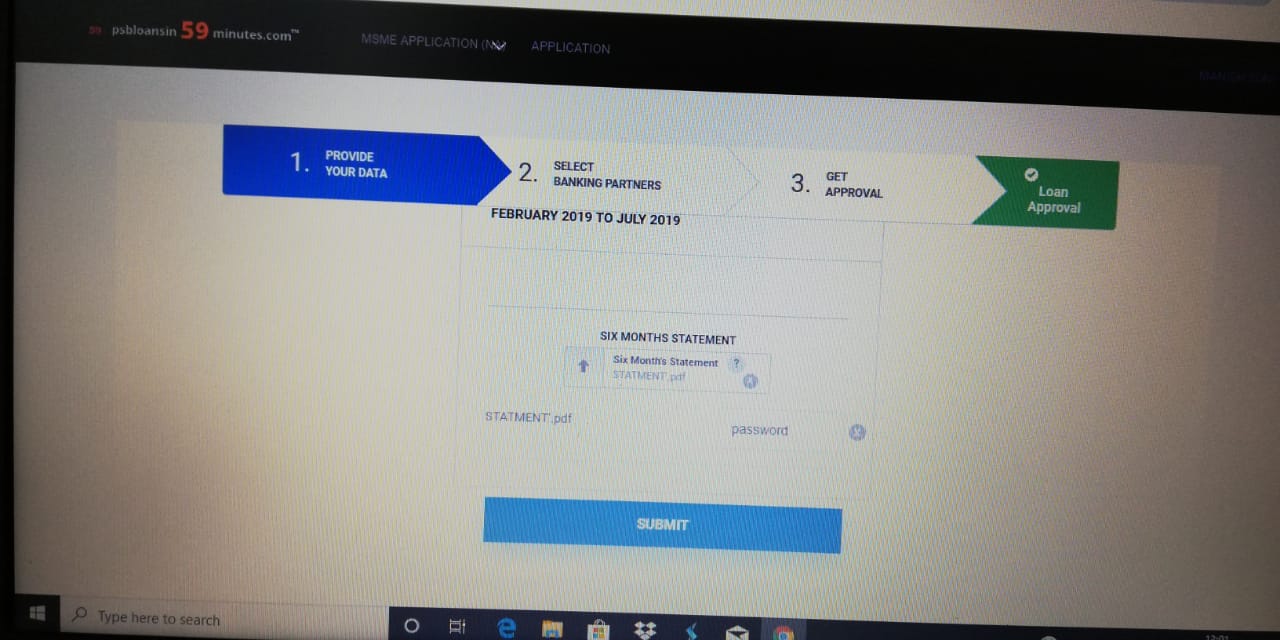 59 psbloansin 59 minutes.com™
MSME APPLICATION
APPLICATION
1. PROVIDE
YOUR DATA
2. SELECT
BANKING PARTNERS
3. GET
APPROVAL
Loan
Approval
FEBRUARY 2019 TO JULY 2019
SIX MONTHS STATEMENT
Six Month's Statement ?
STATMENT'.pdf
STATMENT'.pdf
password
SUBMIT
Type here to search